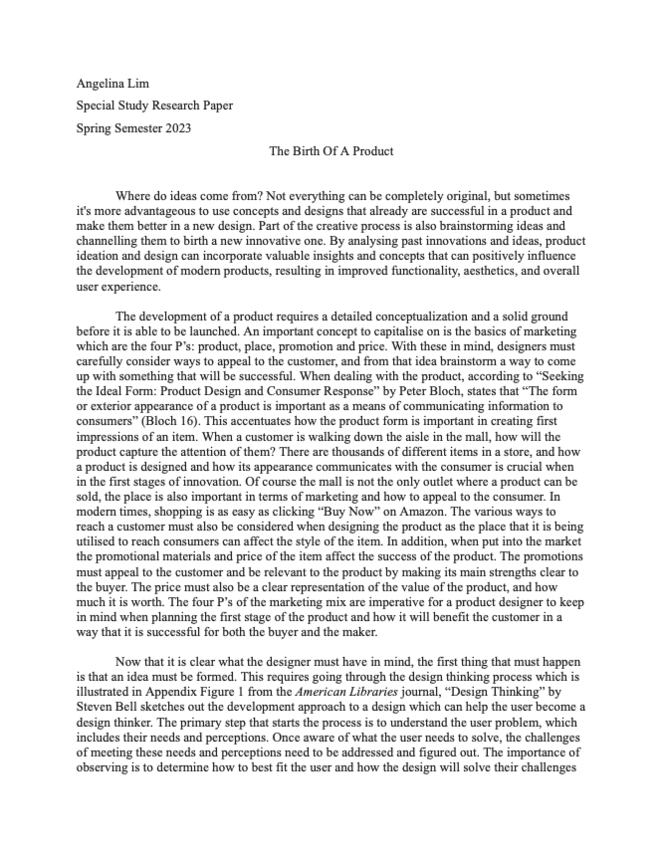 Angelina Lim
Special Study Research Paper
Spring Semester 2023
The Birth Of A Product
Where do ideas come from? Not everything can be completely original, but sometimes
it's more advantageous to use concepts and designs that already are successful in a product and
make them better in a new design. Part of the creative process is also brainstorming ideas and
channelling them to birth a new innovative one. By analysing past innovations and ideas, product
ideation and design can incorporate valuable insights and concepts that can positively influence
the development of modern products, resulting in improved functionality, aesthetics, and overall
user experience.
The development of a product requires a detailed conceptualization and a solid ground
before it is able to be launched. An important concept to capitalise on is the basics of marketing
which are the four P’s: product, place, promotion and price. With these in mind, designers must
carefully consider ways to appeal to the customer, and from that idea brainstorm a way to come
up with something that will be successful. When dealing with the product, according to “Seeking
the Ideal Form: Product Design and Consumer Response” by Peter Bloch, states that “The form
or exterior appearance of a product is important as a means of communicating information to
consumers” (Bloch 16). This accentuates how the product form is important in creating first
impressions of an item. When a customer is walking down the aisle in the mall, how will the
product capture the attention of them? There are thousands of different items in a store, and how
a product is designed and how its appearance communicates with the consumer is crucial when
in the first stages of innovation. Of course the mall is not the only outlet where a product can be
sold, the place is also important in terms of marketing and how to appeal to the consumer. In
modern times, shopping is as easy as clicking “Buy Now” on Amazon. The various ways to
reach a customer must also be considered when designing the product as the place that it is being
utilised to reach consumers can affect the style of the item. In addition, when put into the market
the promotional materials and price of the item affect the success of the product. The promotions
must appeal to the customer and be relevant to the product by making its main strengths clear to
the buyer. The price must also be a clear representation of the value of the product, and how
much it is worth. The four P’s of the marketing mix are imperative for a product designer to keep
in mind when planning the first stage of the product and how it will benefit the customer in a
way that it is successful for both the buyer and the maker.
Now that it is clear what the designer must have in mind, the first thing that must happen
is that an idea must be formed. This requires going through the design thinking process which is
illustrated in Appendix Figure 1 from the American Libraries journal, “Design Thinking” by
Steven Bell sketches out the development approach to a design which can help the user become a
design thinker. The primary step that starts the process is to understand the user problem, which
includes their needs and perceptions. Once aware of what the user needs to solve, the challenges
of meeting these needs and perceptions need to be addressed and figured out. The importance of
observing is to determine how to best fit the user and how the design will solve their challenges